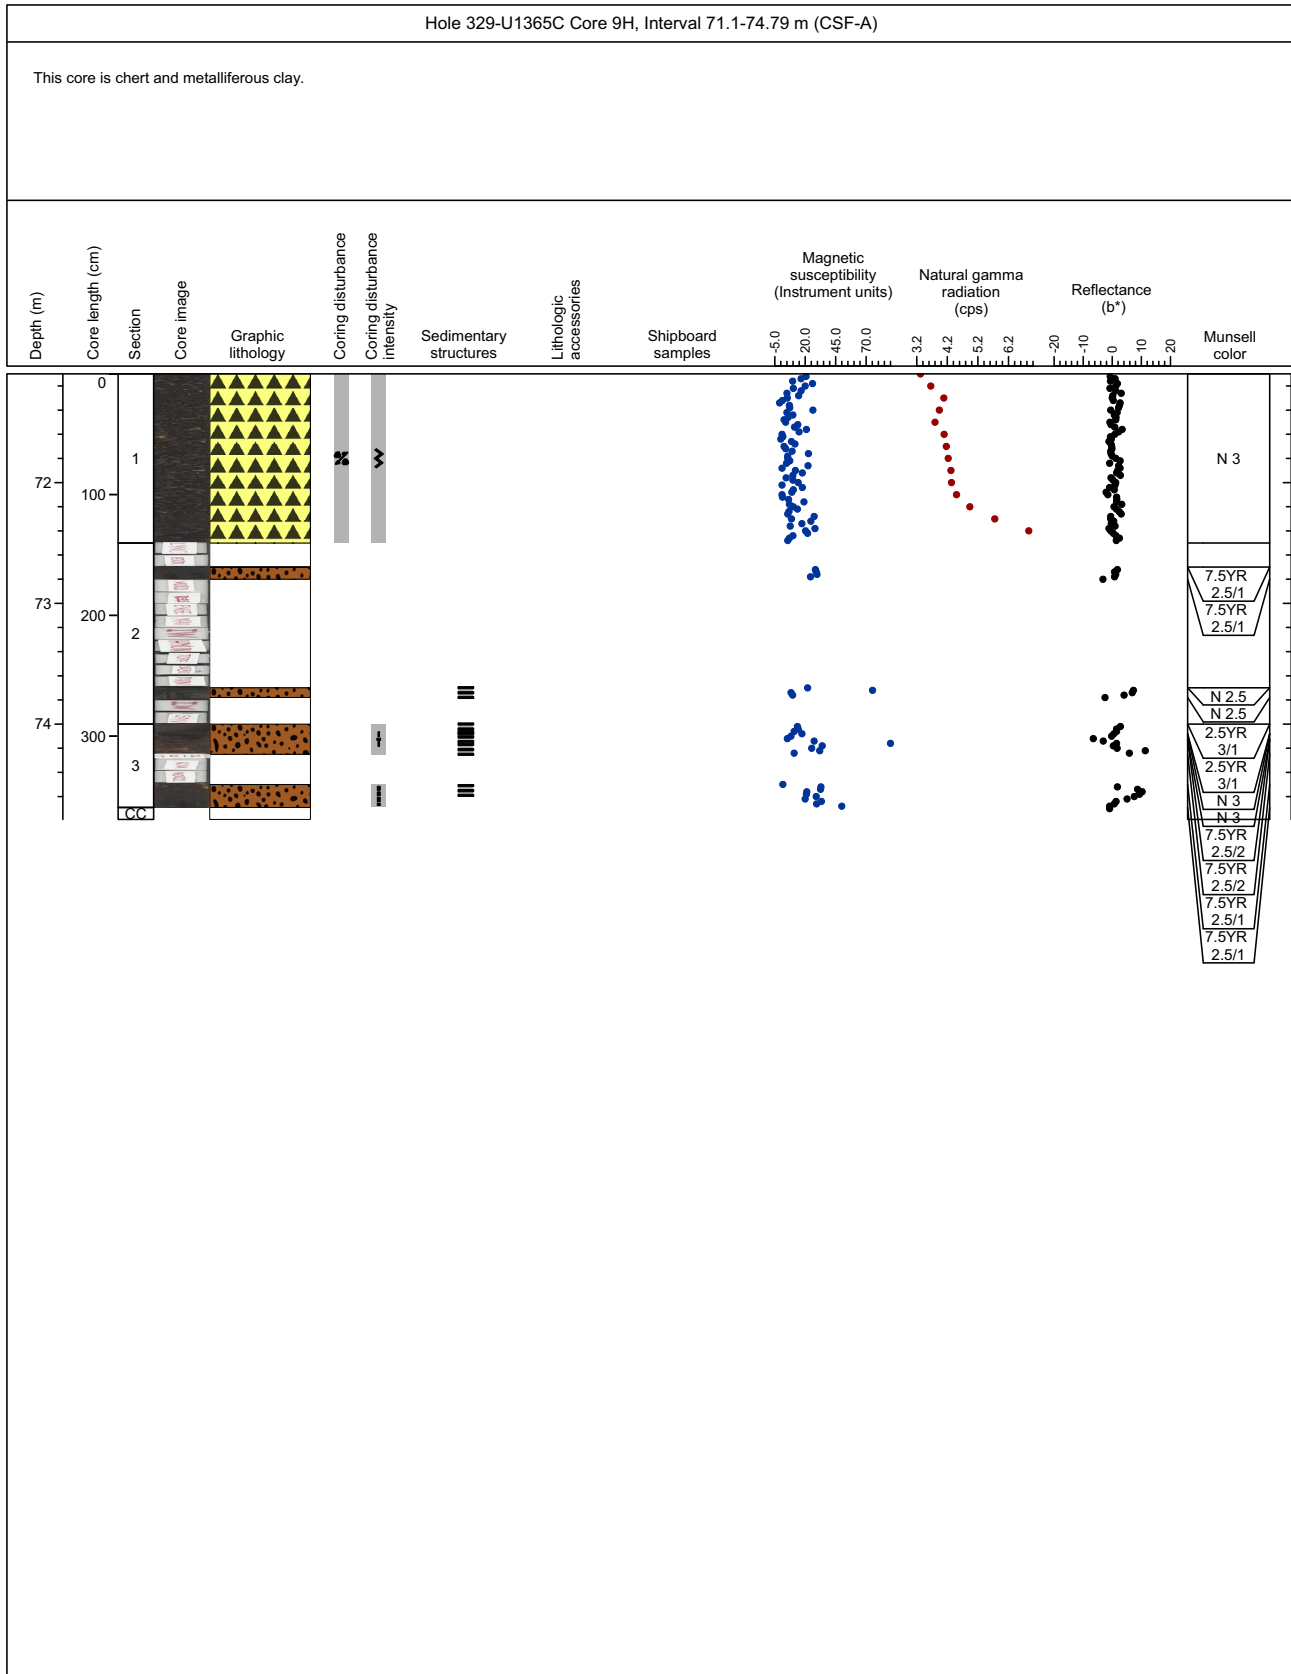 Hole 329-U1365C Core 9H, Interval 71.1-74.79 m (CSF-A)
This core is chert and metalliferous clay.
Depth (m)
Core length (cm)
Section
Core image
Graphic
lithology
Coring disturbance
Coring disturbance
intensity
Sedimentary
structures
Lithologic
accessories
Shipboard
samples
Magnetic
susceptibility
(Instrument units)
-5.0
20.0
45.0
70.0
Natural gamma
radiation
(cps)
3.2
4.2
5.2
6.2
Reflectance
(b*)
-20
-10
0
10
20
Munsell
color
72
73
74
0
100
200
300
1
2
3
CC
N 3
7.5YR
2.5/1
7.5YR
2.5/1
N 2.5
N 2.5
2.5YR
3/1
2.5YR
3/1
N 3
N 3
7.5YR
2.5/2
7.5YR
2.5/2
7.5YR
2.5/1
7.5YR
2.5/1